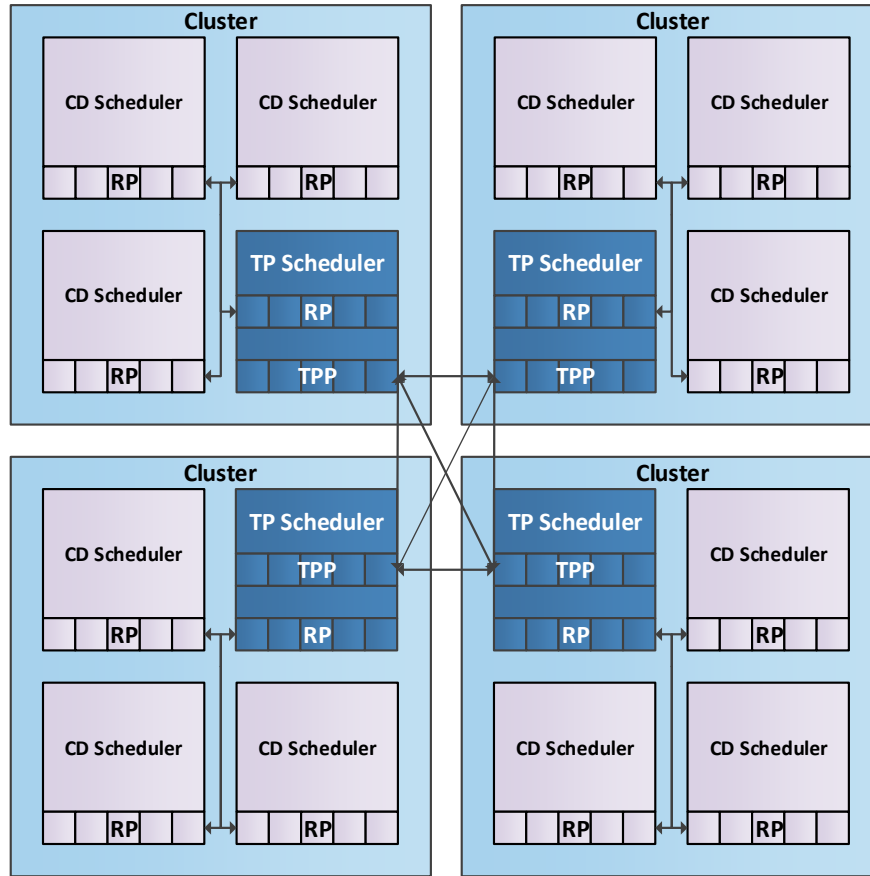 Cluster
CD Scheduler
CD Scheduler
RP
RP
CD Scheduler
TP Scheduler
RP
RP
TPP
Cluster
CD Scheduler
CD Scheduler
RP
RP
TP Scheduler
CD Scheduler
RP
TPP
RP
Cluster
CD Scheduler
TP Scheduler
TPP
RP
RP
CD Scheduler
CD Scheduler
RP
RP
Cluster
TP Scheduler
CD Scheduler
TPP
RP
RP
CD Scheduler
CD Scheduler
RP
RP